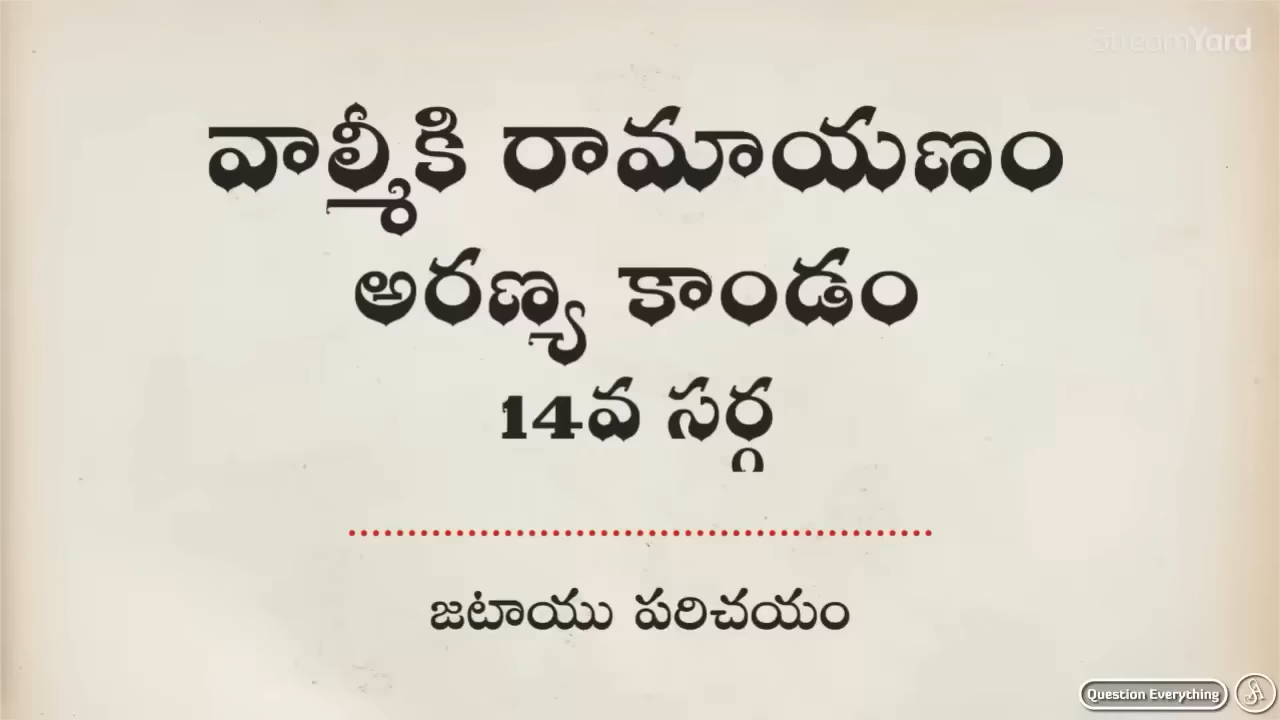 StreamYard
వాల్మీకి రామాయణం
అరణ్య కాండం
14వ సర్గ
జటాయు పరిచయం
Question Everything